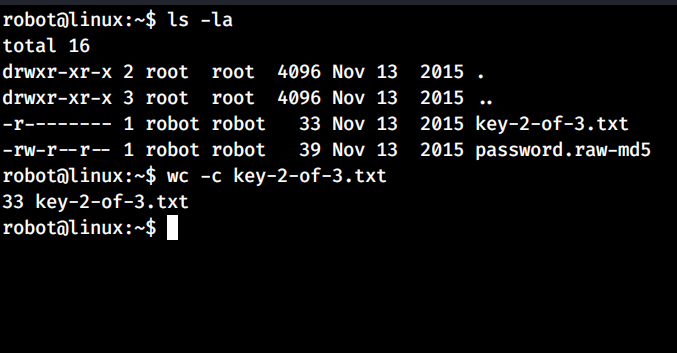 robot@linux:~$ ls -la
total 16
drwxr-xr-x 2 root  root  4096 Nov 13  2015 .
drwxr-xr-x 3 root  root  4096 Nov 13  2015 ..
-r-------- 1 robot robot   33 Nov 13  2015 key-2-of-3.txt
-rw-r--r-- 1 robot robot   39 Nov 13  2015 password.raw-md5
robot@linux:~$ wc -c key-2-of-3.txt
33 key-2-of-3.txt
robot@linux:~$